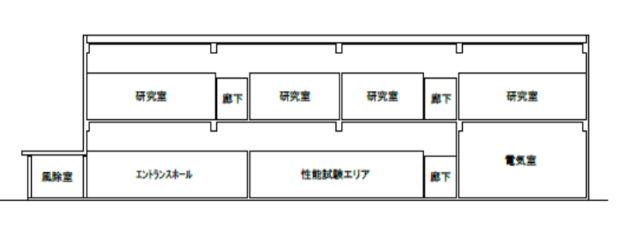 研究室
廊下
研究室
研究室
廊下
研究室
風除室
エントランスホール
性能試験エリア
廊下
電気室